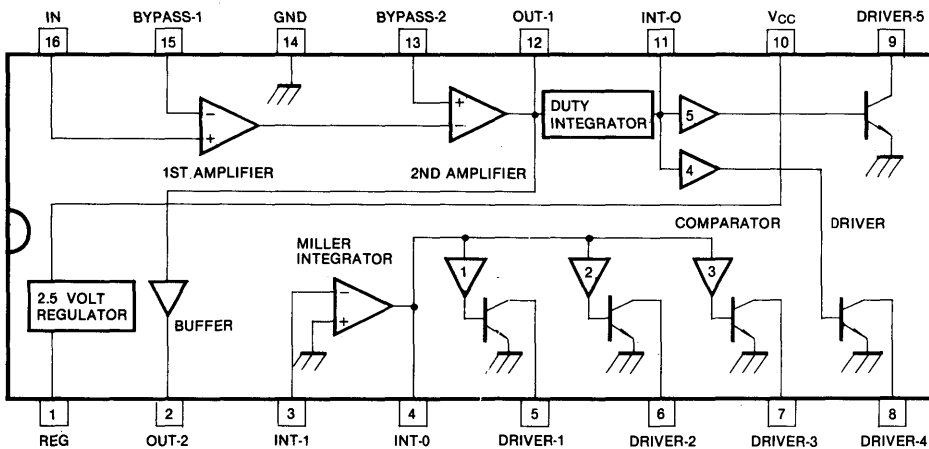 IN BYPASS-1 GND BYPASS-2 OUT-1 INT-O VCC DRIVER-5
16 15 14 13 12 11 10 9
DUTY
INTEGRATOR
5
4
1ST. AMPLIFIER
2ND AMPLIFIER
COMPARATOR
DRIVER
MILLER
INTEGRATOR
1 2 3
2.5 VOLT
REGULATOR
BUFFER
1 2 3 4 5 6 7 8
REG OUT-2 INT-1 INT-0 DRIVER-1 DRIVER-2 DRIVER-3 DRIVER-4